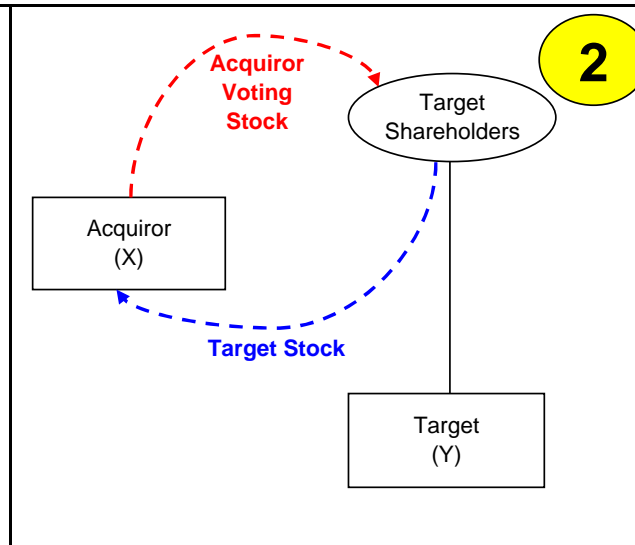 2
Acquiror
Voting
Stock
Target
Shareholders
Acquiror
(X)
Target Stock
Target
(Y)